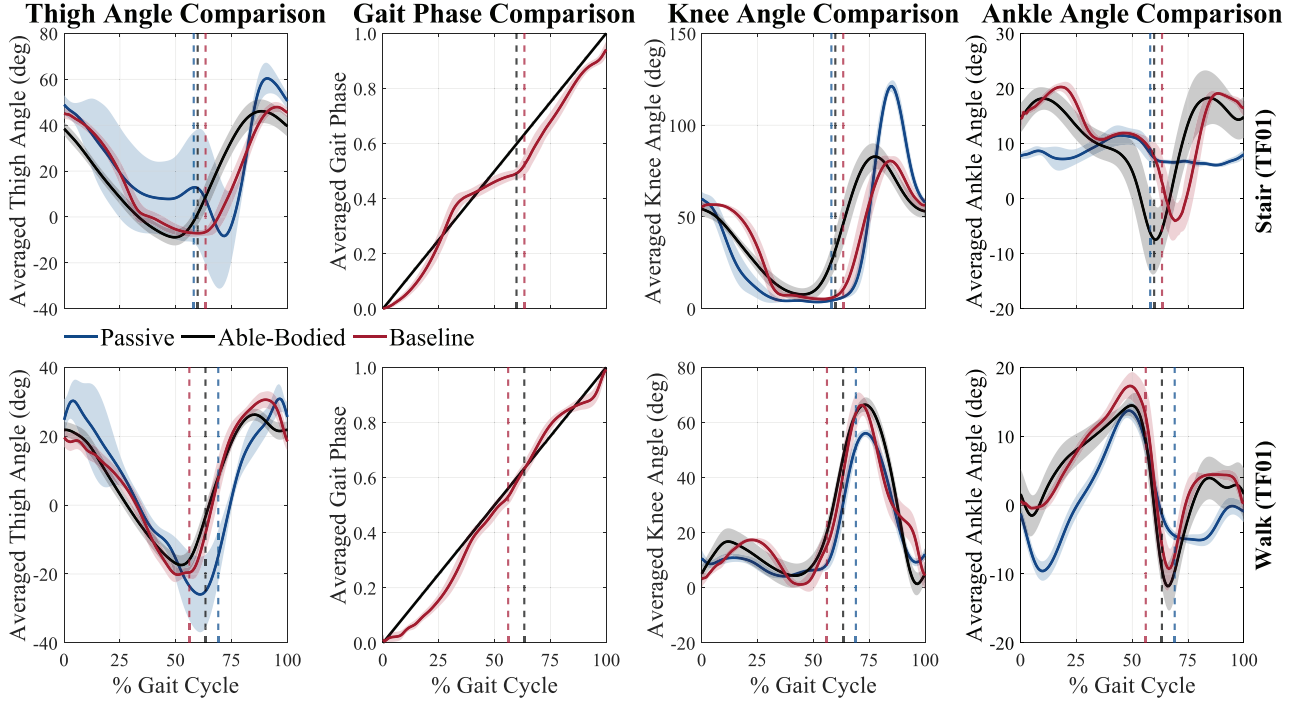 Thigh Angle Comparison
Gait Phase Comparison
Knee Angle Comparison
Ankle Angle Comparison
Averaged Thigh Angle (deg)
80
60
40
20
0
-20
-40
Averaged Gait Phase
1.0
0.8
0.6
0.4
0.2
0.0
Averaged Knee Angle (deg)
150
100
50
0
Averaged Ankle Angle (deg)
30
20
10
0
-10
-20
Stair (TF01)
Passive Able-Bodied Baseline
Averaged Thigh Angle (deg)
40
20
0
-20
-40
0 25 50 75 100
% Gait Cycle
Averaged Gait Phase
1.0
0.8
0.6
0.4
0.2
0.0
0 25 50 75 100
% Gait Cycle
Averaged Knee Angle (deg)
80
60
40
20
0
-20
0 25 50 75 100
% Gait Cycle
Averaged Ankle Angle (deg)
20
10
0
-10
-20
0 25 50 75 100
% Gait Cycle
Walk (TF01)